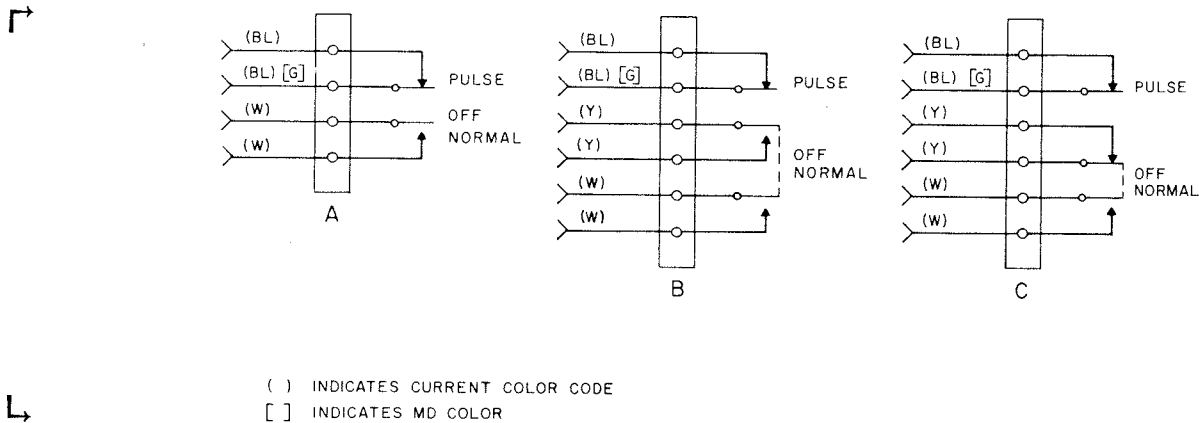 (BL)
(BL) [G]
(W)
(W)
PULSE
OFF
NORMAL
A
(BL)
(BL) [G]
(Y)
(Y)
(W)
(W)
PULSE
OFF
NORMAL
B
(BL)
(BL) [G]
(Y)
(Y)
(W)
(W)
PULSE
OFF
NORMAL
C
( ) INDICATES CURRENT COLOR CODE
[ ] INDICATES MD COLOR